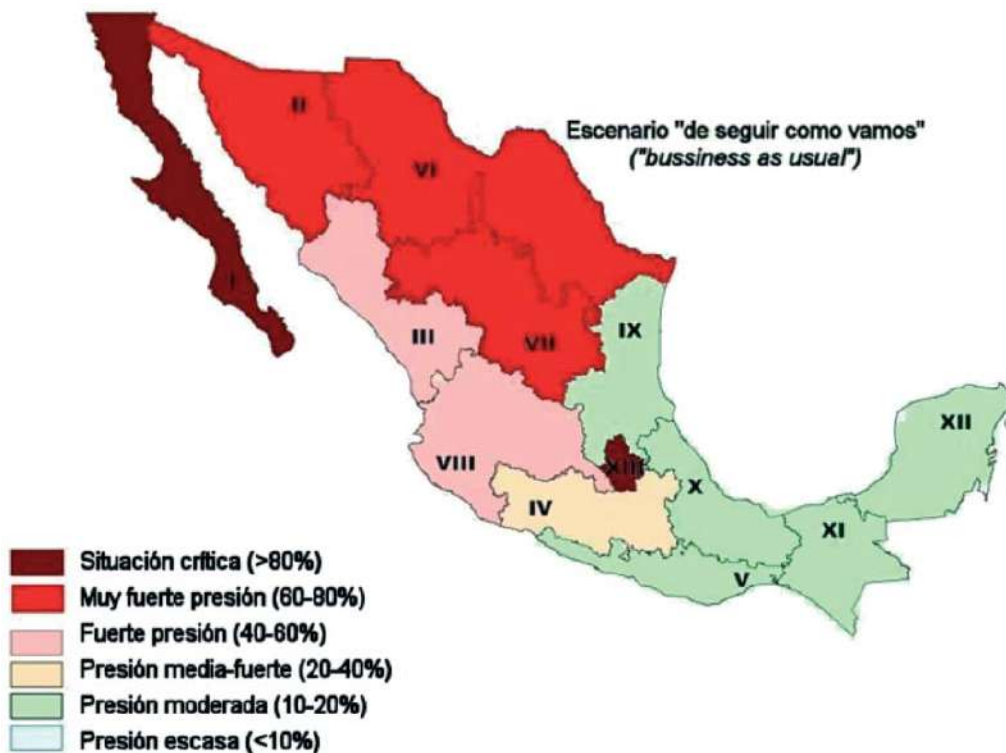 Escenario "de seguir como vamos"
("bussiness as usual")
II
VI
I
III
VII
IX
XII
VIII
XIII
X
IV
XI
V
Situación crítica (>80%)
Muy fuerte presión (60-80%)
Fuerte presión (40-60%)
Presión media-fuerte (20-40%)
Presión moderada (10-20%)
Presión escasa (<10%)